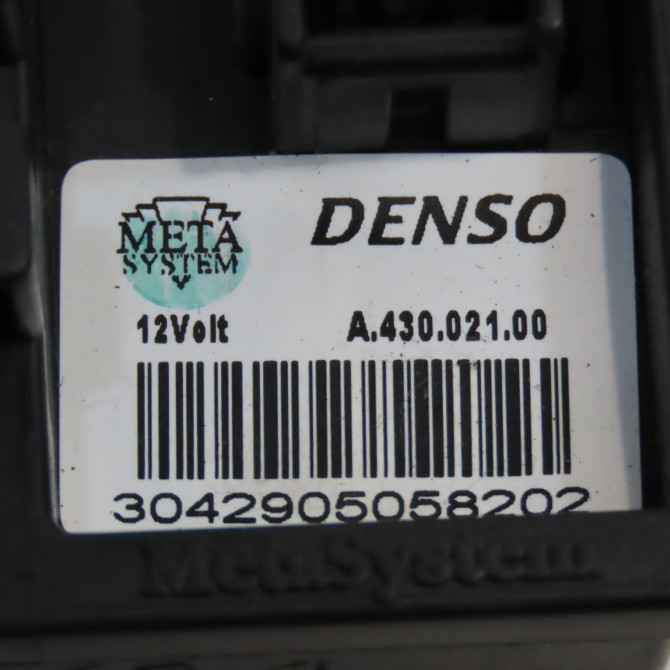 META
SYSTEM
DENSO
12Volt
A.430.021.00
3042905058202
MetaSystem